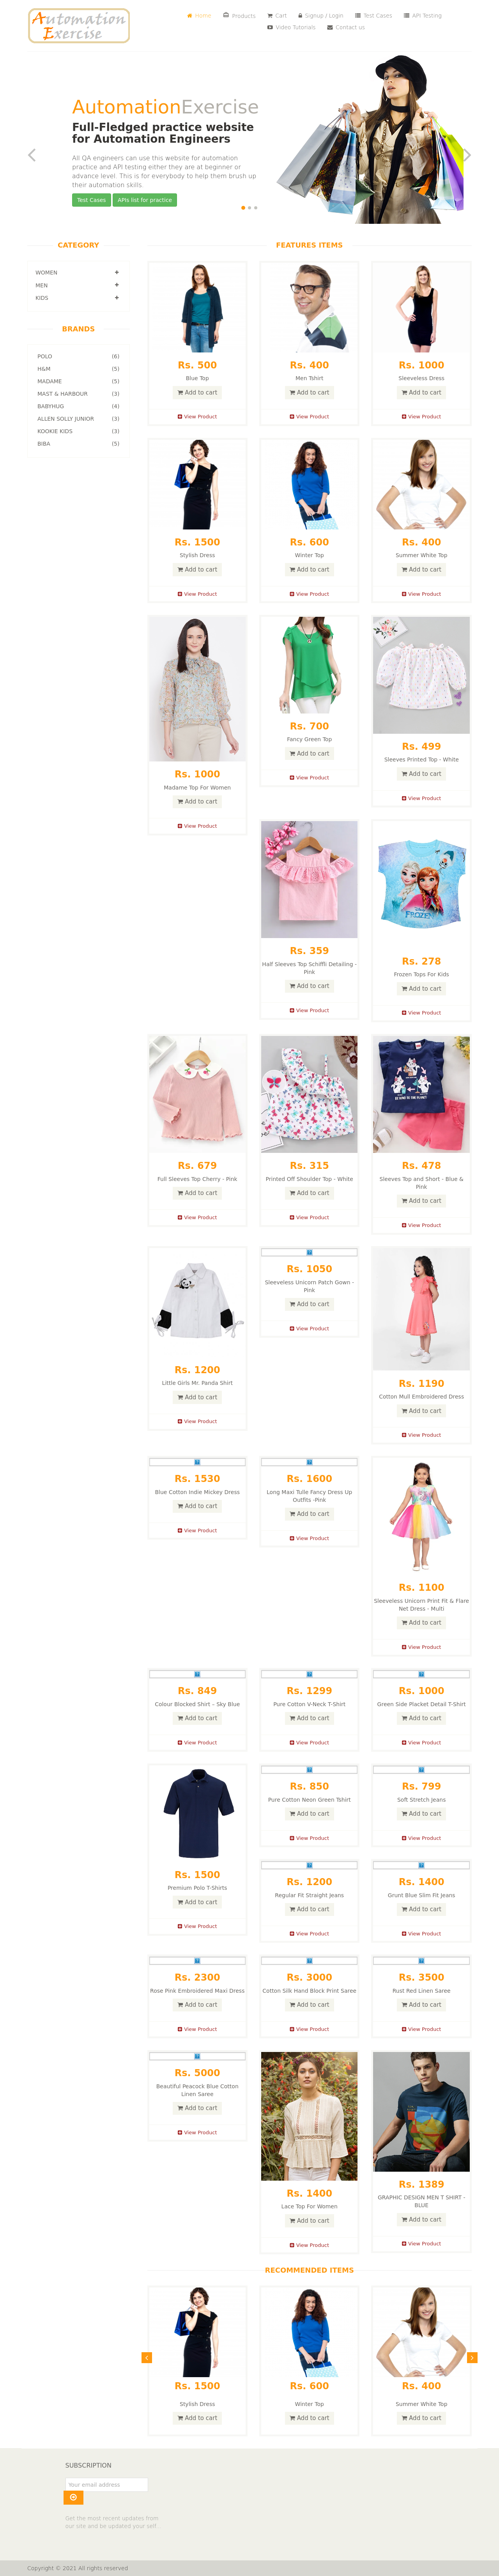 Automation
Exercise
Home
Products
Cart
Signup / Login
Test Cases
API Testing
Video Tutorials
Contact us
AutomationExercise
Full-Fledged practice website
for Automation Engineers
All QA engineers can use this website for automation
practice and API testing either they are at beginner or
advance level. This is for everybody to help them brush up
their automation skills.
Test Cases
APIs list for practice
CATEGORY
WOMEN
MEN
KIDS
BRANDS
POLO (6)
H&M (5)
MADAME (5)
MAST & HARBOUR (3)
BABYHUG (4)
ALLEN SOLLY JUNIOR (3)
KOOKIE KIDS (3)
BIBA (5)
FEATURES ITEMS
Rs. 500
Blue Top
Add to cart
View Product
Rs. 400
Men Tshirt
Add to cart
View Product
Rs. 1000
Sleeveless Dress
Add to cart
View Product
Rs. 1500
Stylish Dress
Add to cart
View Product
Rs. 600
Winter Top
Add to cart
View Product
Rs. 400
Summer White Top
Add to cart
View Product
Rs. 1000
Madame Top For Women
Add to cart
View Product
Rs. 700
Fancy Green Top
Add to cart
View Product
Rs. 499
Sleeves Printed Top - White
Add to cart
View Product
Rs. 359
Half Sleeves Top Schiffli Detailing -
Pink
Add to cart
View Product
FROZEN
Rs. 278
Frozen Tops For Kids
Add to cart
View Product
Rs. 679
Full Sleeves Top Cherry - Pink
Add to cart
View Product
Rs. 315
Printed Off Shoulder Top - White
Add to cart
View Product
Rs. 478
Sleeves Top and Short - Blue &
Pink
Add to cart
View Product
Rs. 1200
Little Girls Mr. Panda Shirt
Add to cart
View Product
Rs. 1050
Sleeveless Unicorn Patch Gown -
Pink
Add to cart
View Product
Rs. 1190
Cotton Mull Embroidered Dress
Add to cart
View Product
Rs. 1530
Blue Cotton Indie Mickey Dress
Add to cart
View Product
Rs. 1600
Long Maxi Tulle Fancy Dress Up
Outfits -Pink
Add to cart
View Product
Rs. 1100
Sleeveless Unicorn Print Fit & Flare
Net Dress - Multi
Add to cart
View Product
Rs. 849
Colour Blocked Shirt – Sky Blue
Add to cart
View Product
Rs. 1299
Pure Cotton V-Neck T-Shirt
Add to cart
View Product
Rs. 1000
Green Side Placket Detail T-Shirt
Add to cart
View Product
Rs. 1500
Premium Polo T-Shirts
Add to cart
View Product
Rs. 850
Pure Cotton Neon Green Tshirt
Add to cart
View Product
Rs. 799
Soft Stretch Jeans
Add to cart
View Product
Rs. 1200
Regular Fit Straight Jeans
Add to cart
View Product
Rs. 1400
Grunt Blue Slim Fit Jeans
Add to cart
View Product
Rs. 2300
Rose Pink Embroidered Maxi Dress
Add to cart
View Product
Rs. 3000
Cotton Silk Hand Block Print Saree
Add to cart
View Product
Rs. 3500
Rust Red Linen Saree
Add to cart
View Product
Rs. 5000
Beautiful Peacock Blue Cotton
Linen Saree
Add to cart
View Product
Rs. 1400
Lace Top For Women
Add to cart
View Product
Rs. 1389
GRAPHIC DESIGN MEN T SHIRT -
BLUE
Add to cart
View Product
RECOMMENDED ITEMS
Rs. 1500
Stylish Dress
Add to cart
Rs. 600
Winter Top
Add to cart
Rs. 400
Summer White Top
Add to cart
SUBSCRIPTION
Your email address
Get the most recent updates from
our site and be updated your self...
Copyright © 2021 All rights reserved